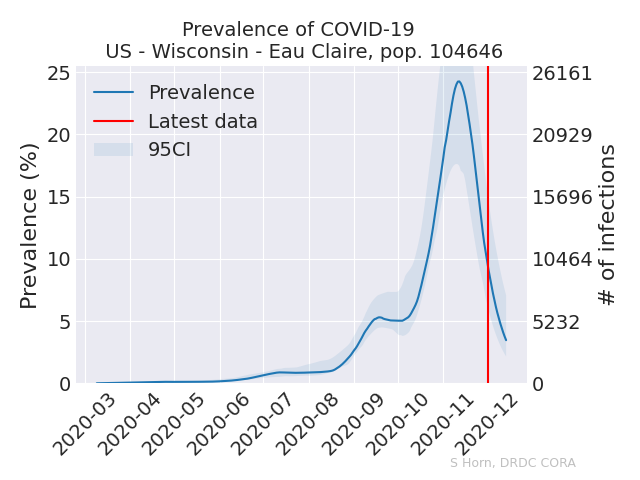 Prevalence of COVID-19
US - Wisconsin - Eau Claire, pop. 104646
Prevalence (%)
25
20
15
10
5
0
Prevalence
Latest data
95CI
26161
20929
15696
10464
5232
0
# of infections
2020-03
2020-04
2020-05
2020-06
2020-07
2020-08
2020-09
2020-10
2020-11
2020-12
S Horn, DRDC CORA